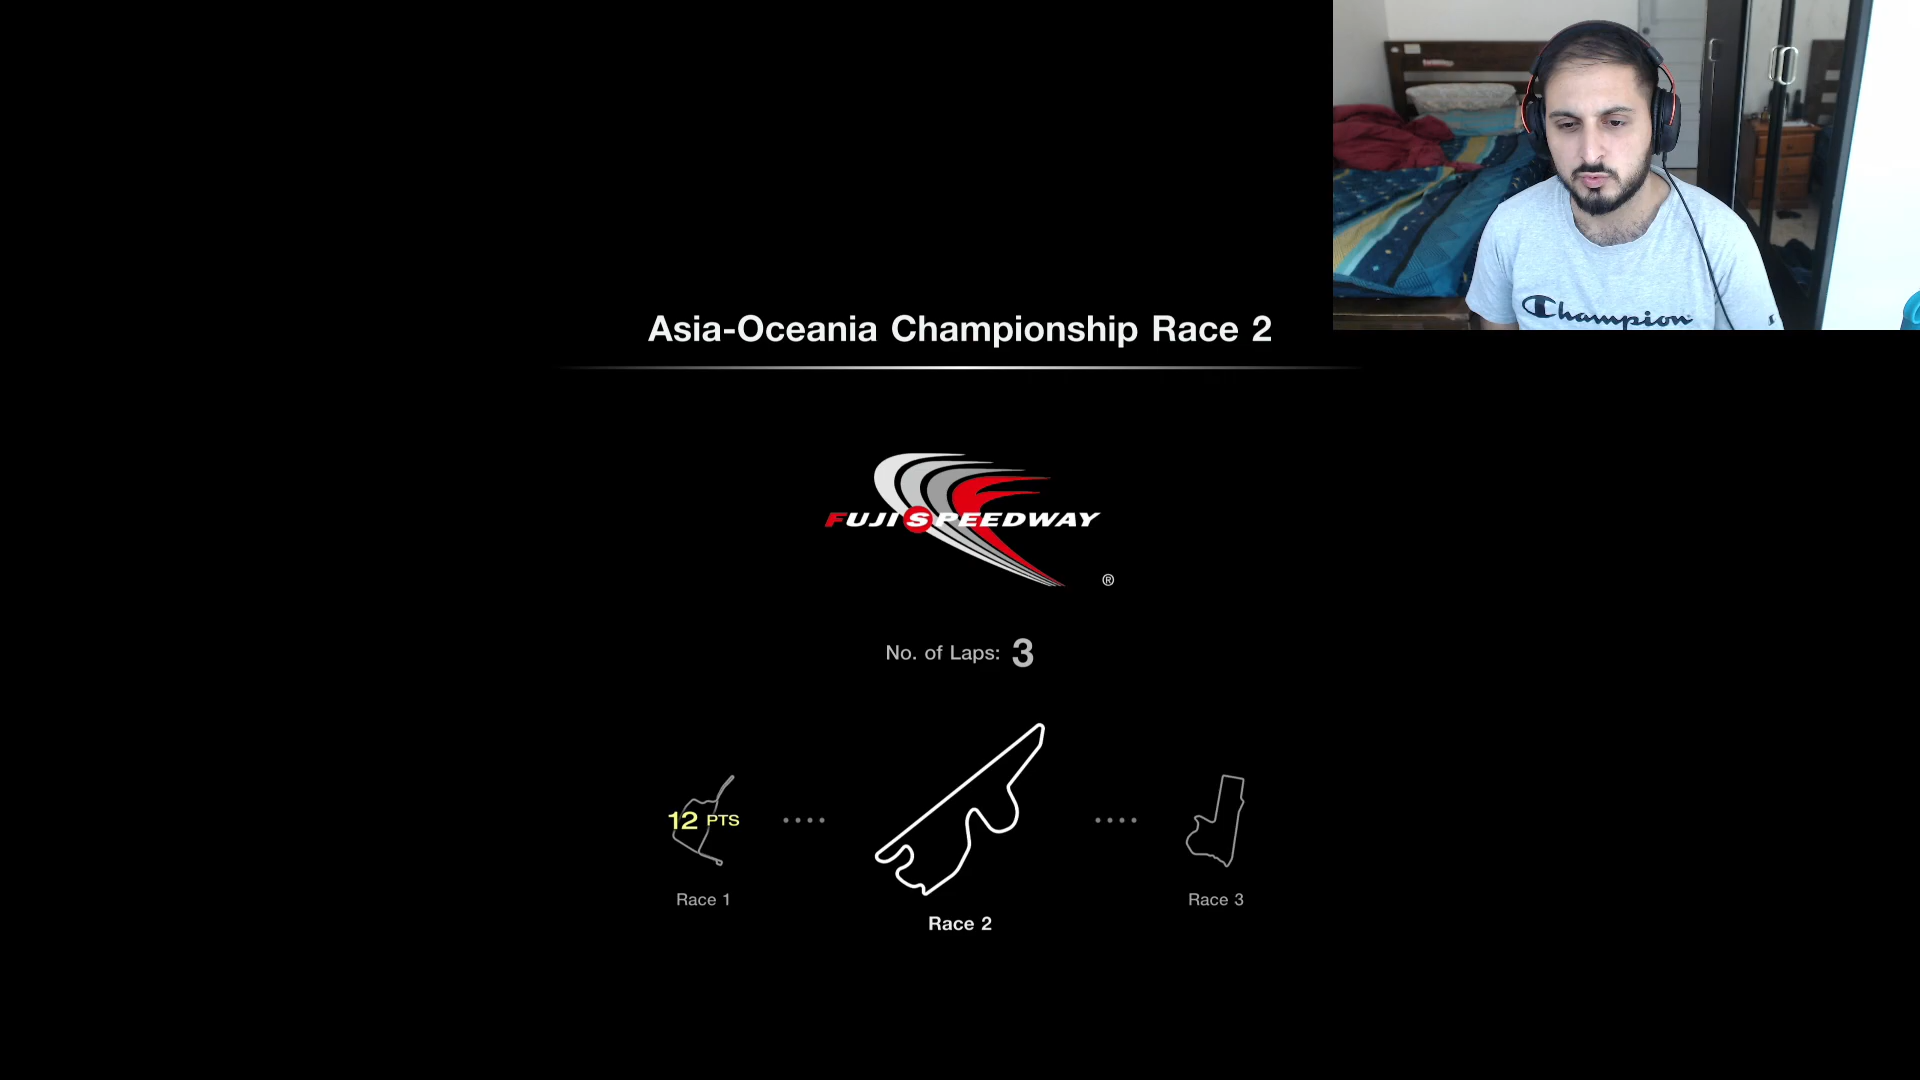 Champion
Asia-Oceania Championship Race 2
FUJI SPEEDWAY
®
No. of Laps: 3
12 PTS
Race 1
Race 2
Race 3